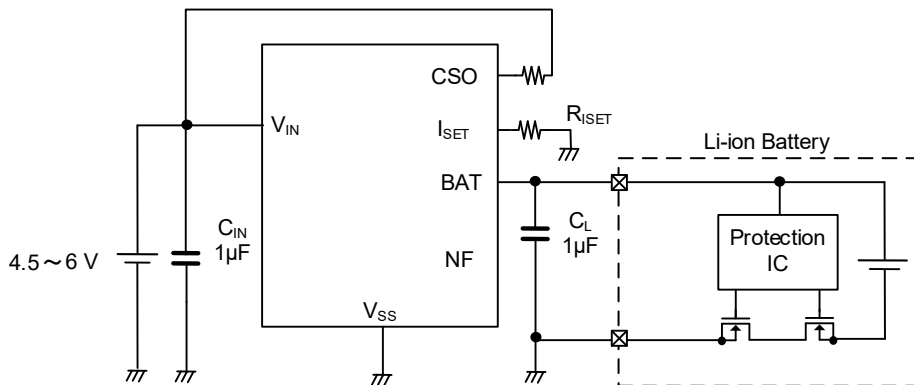 CSO
V_IN
I_SET
R_ISET
Li-ion Battery
BAT
C_IN
1µF
C_L
1µF
Protection
IC
4.5～6 V
NF
V_SS